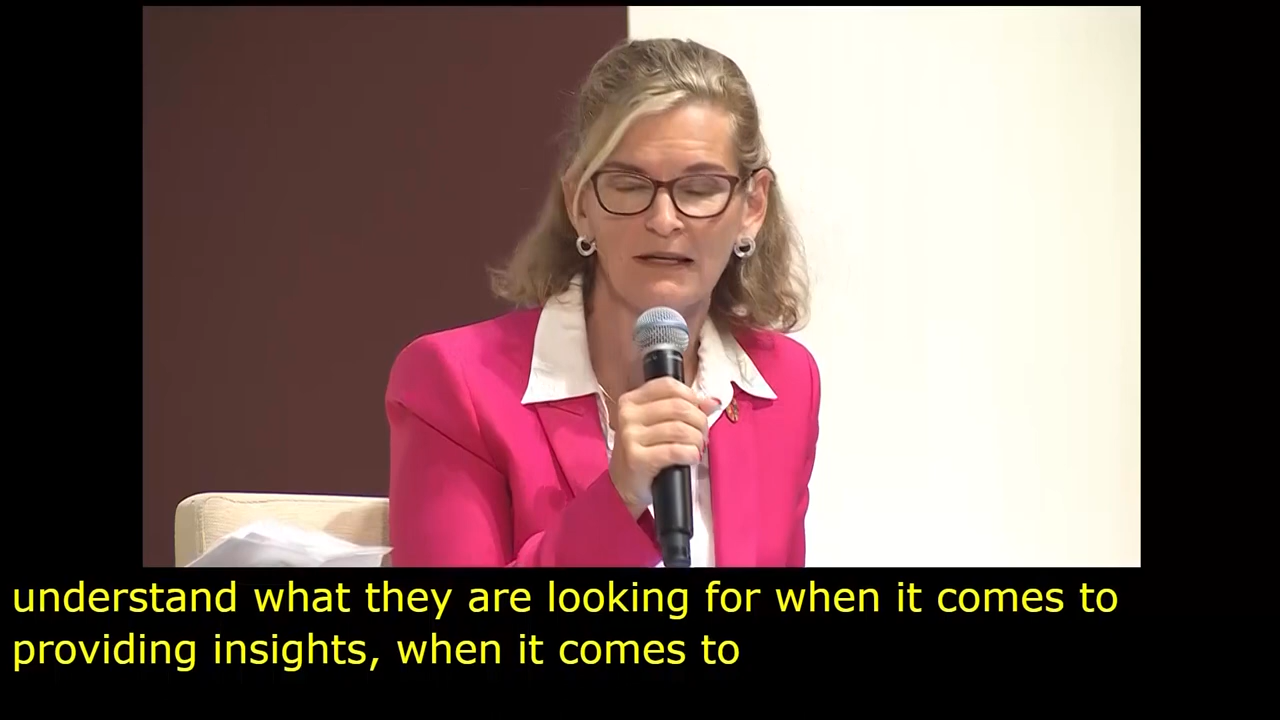 understand what they are looking for when it comes to
providing insights, when it comes to